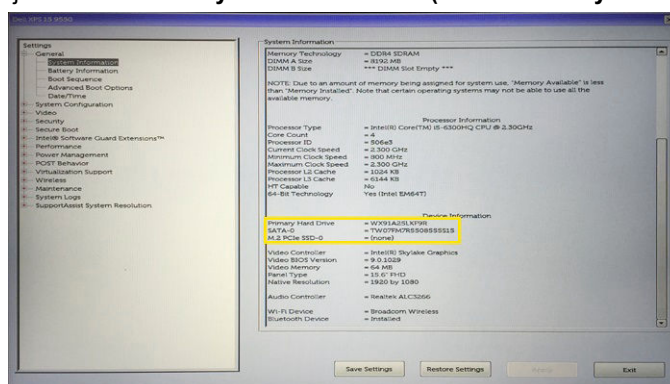 Dell XPS 15 9550
Settings
General
System Information
Battery Information
Boot Sequence
Advanced Boot Options
Date/Time
System Configuration
Video
Security
Secure Boot
Intel® Software Guard Extensions™
Performance
Power Management
POST Behavior
Virtualization Support
Wireless
Maintenance
System Logs
SupportAssist System Resolution
System Information
Memory Technology = DDR4 SDRAM
DIMM A Size = 8192 MB
DIMM B Size *** DIMM Slot Empty ***
NOTE: Due to an amount of memory being assigned for system use, "Memory Available" is less
than "Memory Installed". Note that certain operating systems may not be able to use all the
available memory.
Processor Information
Processor Type = Intel(R) Core(TM) i5-6300HQ CPU @ 2.30GHz
Core Count = 4
Processor ID = 506e3
Current Clock Speed = 2.300 GHz
Minimum Clock Speed = 800 MHz
Maximum Clock Speed = 2.300 GHz
Processor L2 Cache = 1024 KB
Processor L3 Cache = 6144 KB
HT Capable No
64-Bit Technology Yes (Intel EM64T)
Device Information
Primary Hard Drive
SATA-0
M.2 PCIe SSD-0 = (none)
Video Controller = Intel(R) Skylake Graphics
Video BIOS Version = 9.0.1029
Video Memory = 64 MB
Panel Type = 15.6" FHD
Native Resolution = 1920 by 1080
Audio Controller = Realtek ALC3266
Wi-Fi Device = Broadcom Wireless
Bluetooth Device = Installed
Save Settings
Restore Settings
Apply
Exit